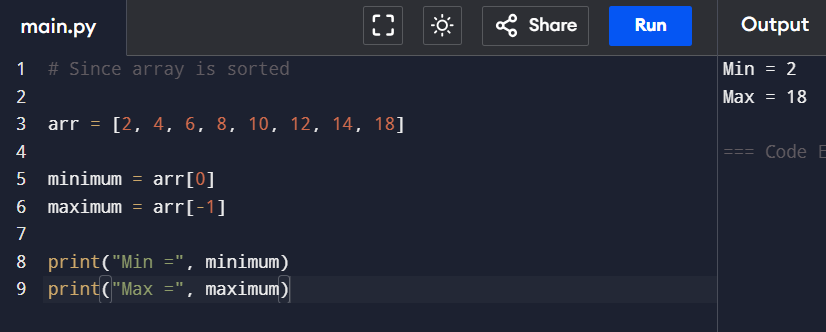 main.py
Share
Run
Output
1 # Since array is sorted
2
3 arr = [2, 4, 6, 8, 10, 12, 14, 18]
4
5 minimum = arr[0]
6 maximum = arr[-1]
7
8 print("Min =", minimum)
9 print("Max =", maximum)
Min = 2
Max = 18
=== Code E